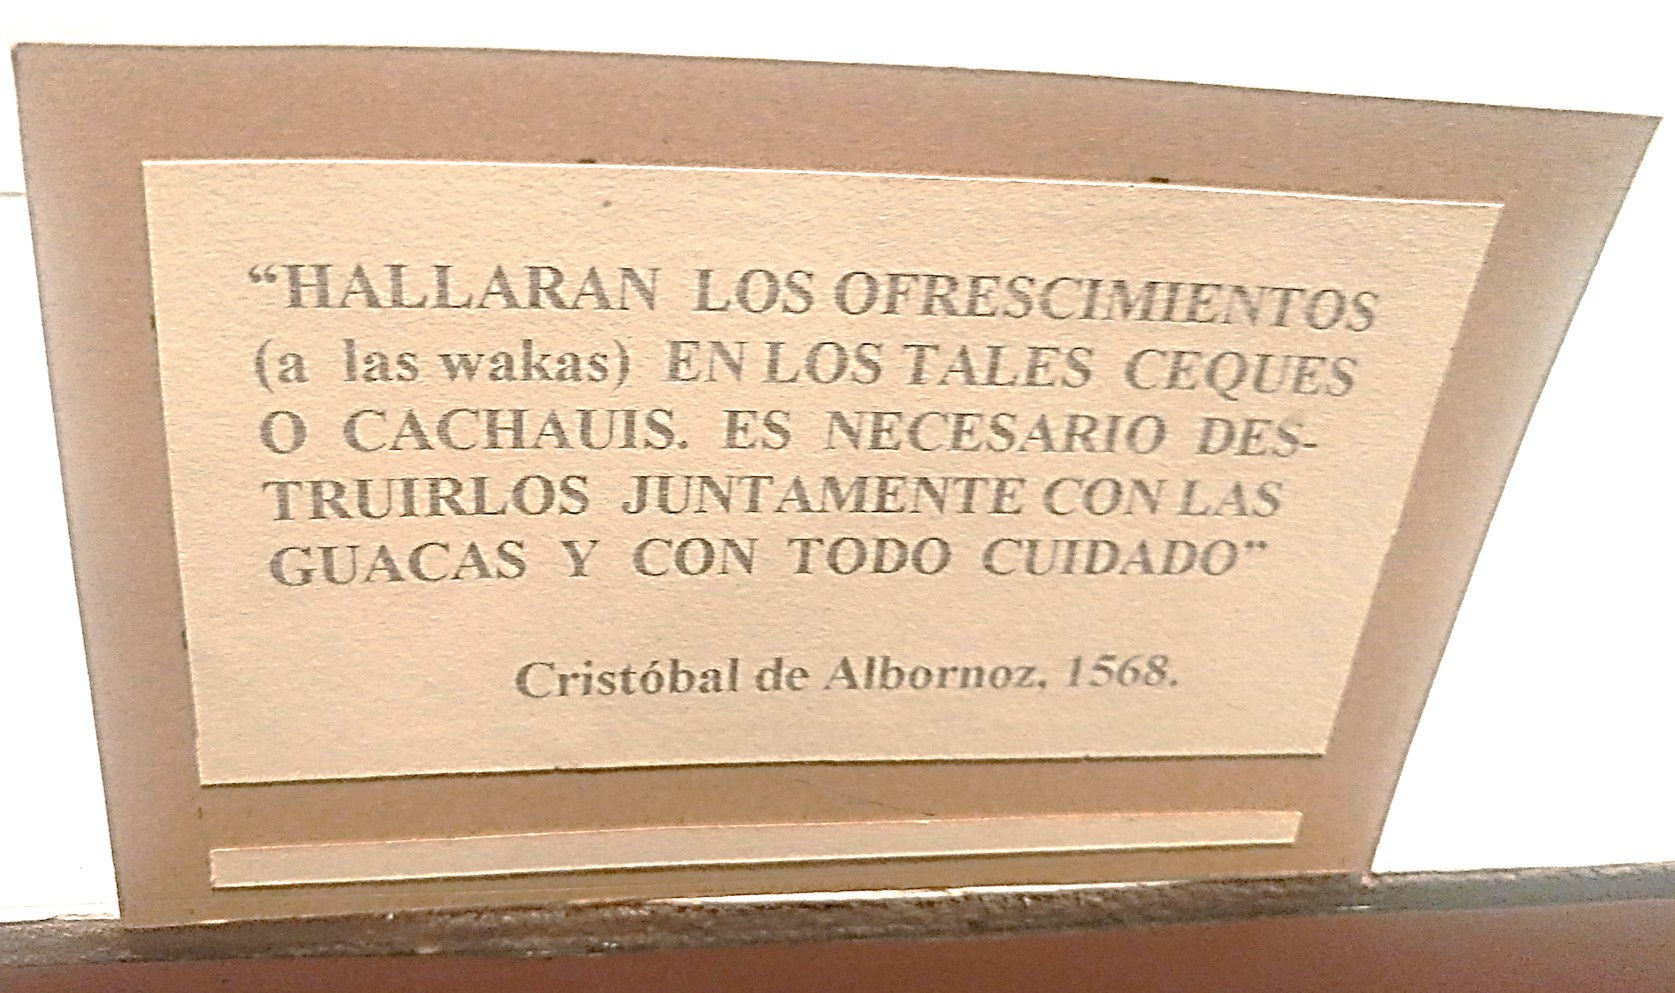 “HALLARAN LOS OFRESCIMIENTOS
(a las wakas) EN LOS TALES CEQUES
O CACHAUIS. ES NECESARIO DES-
TRUIRLOS JUNTAMENTE CON LAS
GUACAS Y CON TODO CUIDADO”
Cristóbal de Albornoz, 1568.